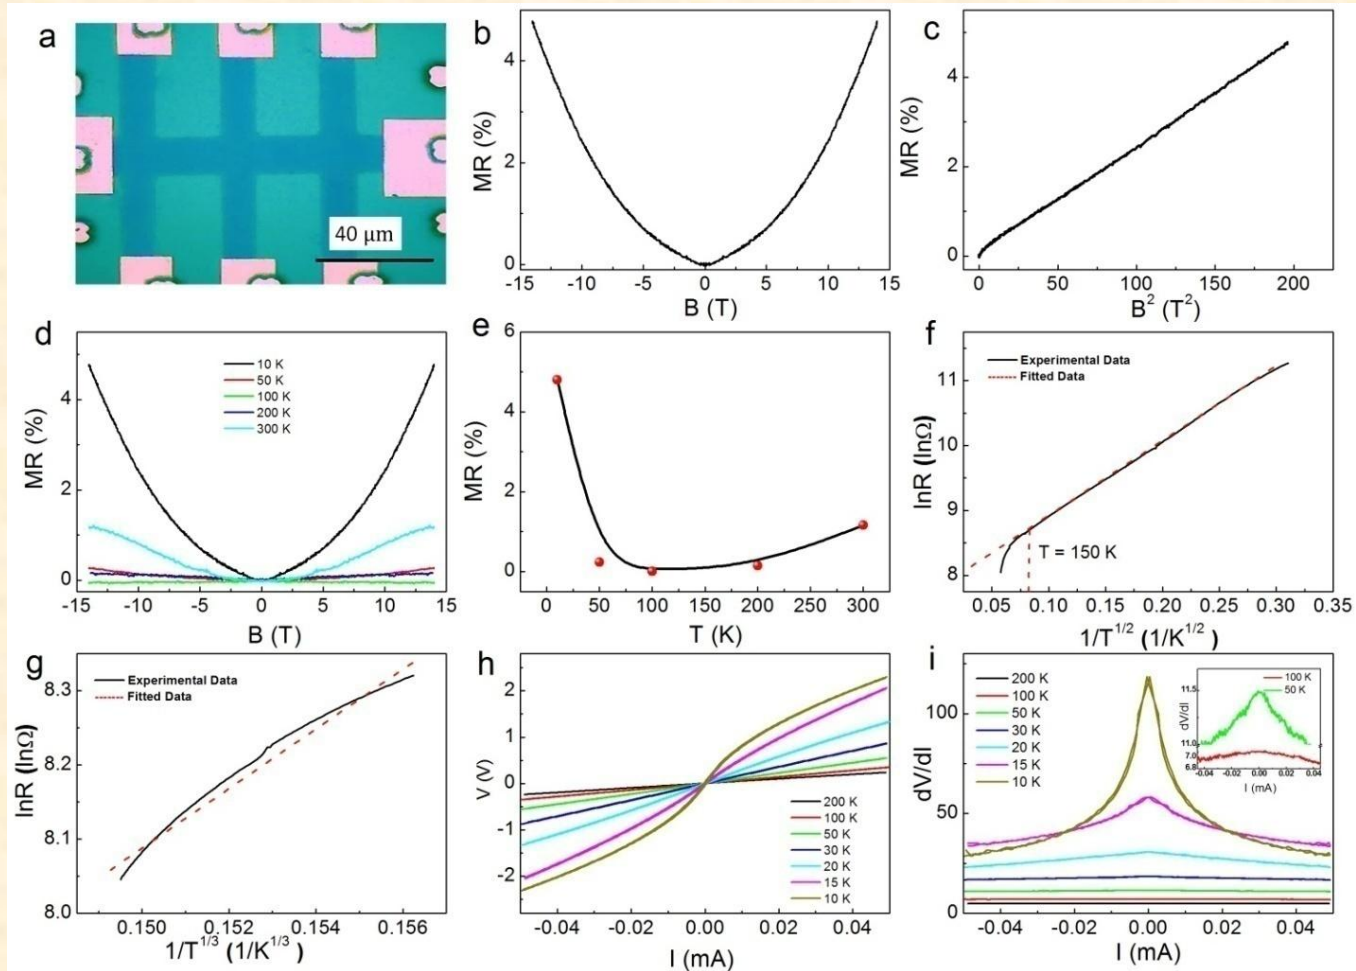 a
40 μm
b
MR (%)
4
2
0
-15 -10 -5 0 5 10 15
B (T)
c
MR (%)
4
2
0
0 50 100 150 200
B² (T²)
d
MR (%)
4
2
0
10 K
50 K
100 K
200 K
300 K
-15 -10 -5 0 5 10 15
B (T)
e
MR (%)
6
4
2
0
0 50 100 150 200 250 300
T (K)
f
lnR (lnΩ)
11
10
9
8
Experimental Data
Fitted Data
T = 150 K
0.05 0.10 0.15 0.20 0.25 0.30 0.35
1/T^1/2 (1/K^1/2)
g
lnR (lnΩ)
8.3
8.2
8.1
8.0
Experimental Data
Fitted Data
0.150 0.152 0.154 0.156
1/T^1/3 (1/K^1/3)
h
V (V)
2
1
0
-1
-2
200 K
100 K
50 K
30 K
20 K
15 K
10 K
-0.04 -0.02 0.00 0.02 0.04
I (mA)
i
dV/dI
100
50
0
200 K
100 K
50 K
30 K
20 K
15 K
10 K
100 K
50 K
dV/dI
11.5
11.0
7.0
6.8
-0.04 -0.02 0.00 0.02 0.04
I (mA)
-0.04 -0.02 0.00 0.02 0.04
I (mA)